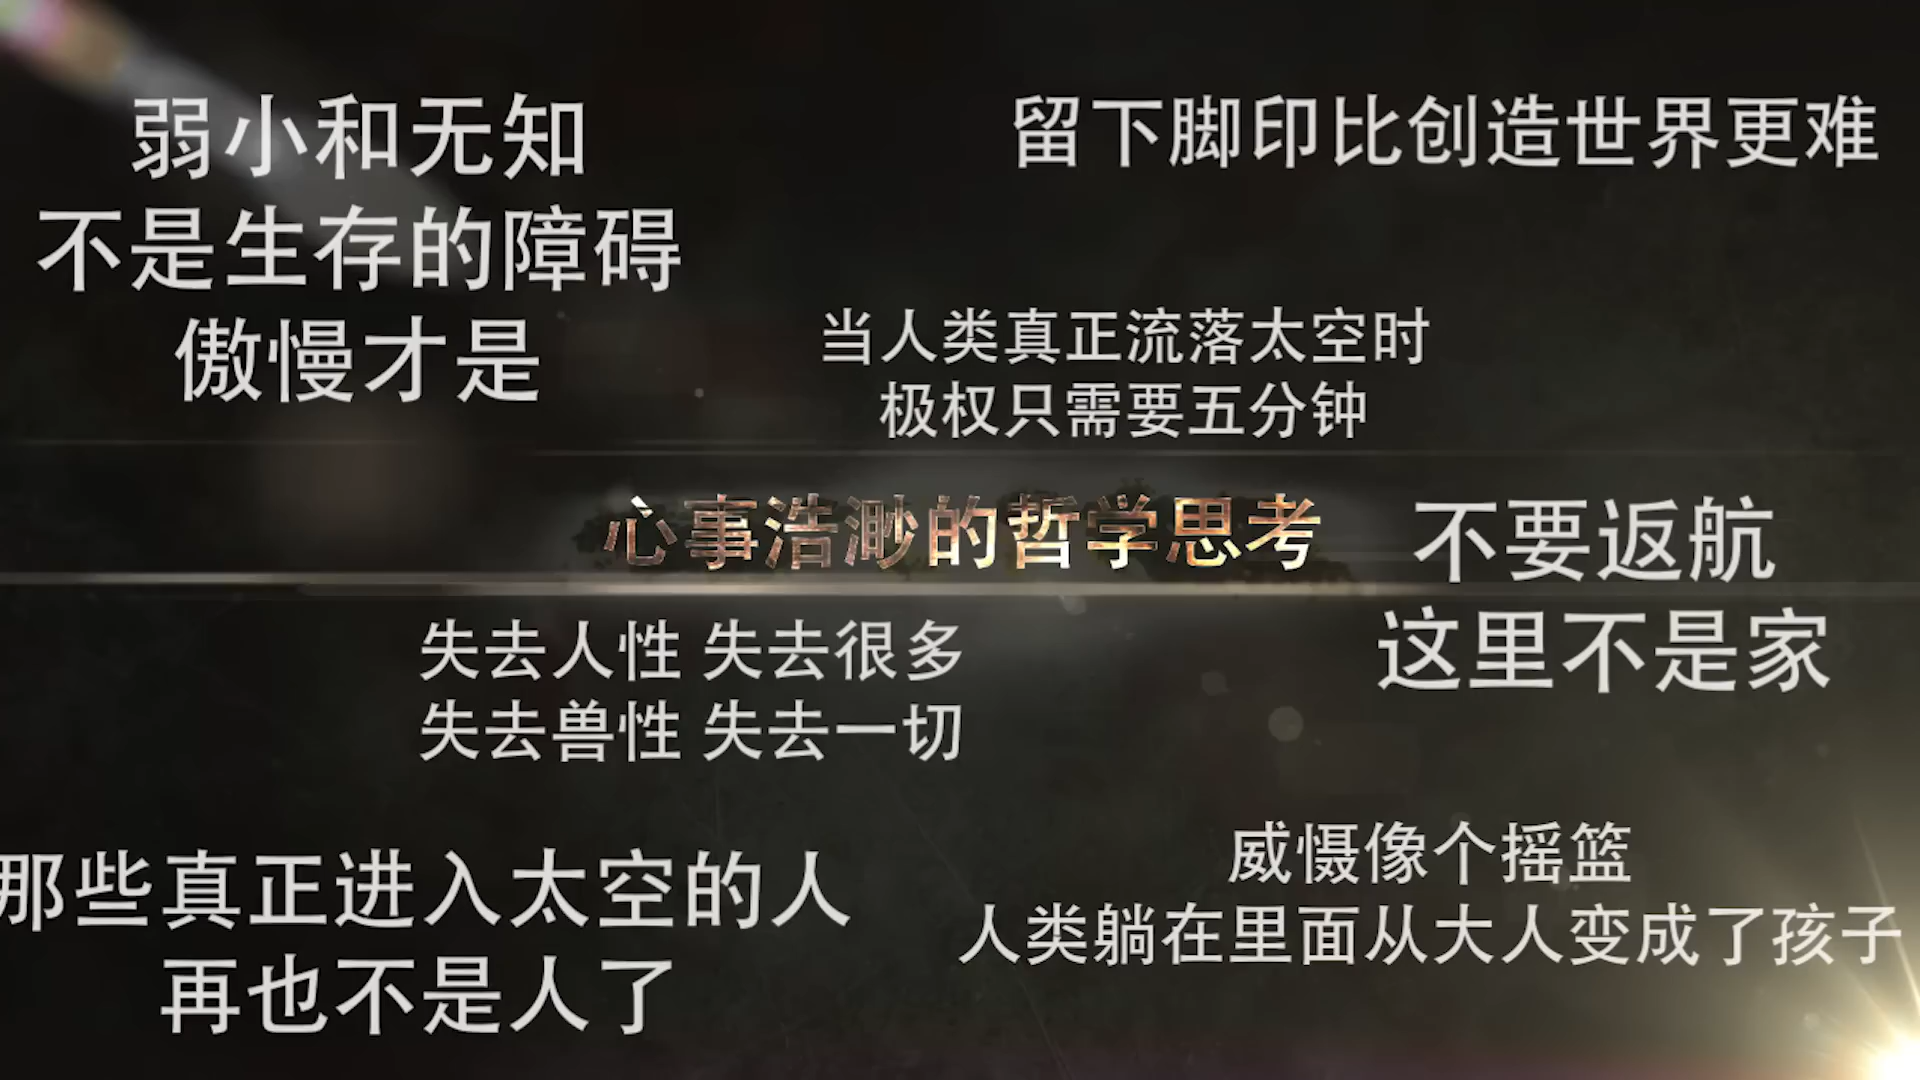 弱小和无知
不是生存的障碍
傲慢才是
留下脚印比创造世界更难
当人类真正流落太空时
极权只需要五分钟
心事浩渺的哲学思考
不要返航
这里不是家
失去人性 失去很多
失去兽性 失去一切
那些真正进入太空的人
再也不是人了
威慑像个摇篮
人类躺在里面从大人变成了孩子